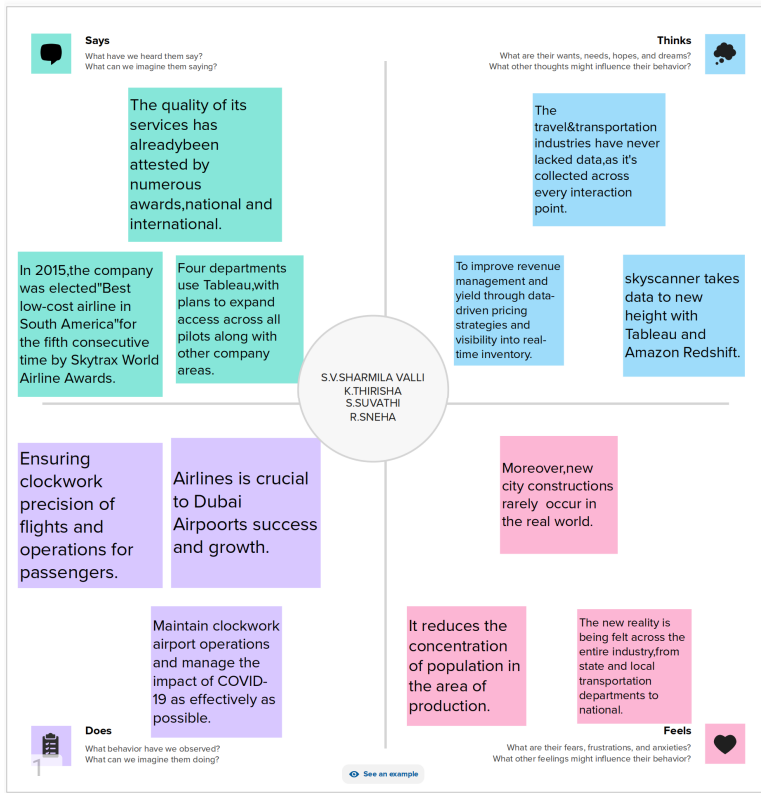 Says
What have we heard them say?
What can we imagine them saying?
Thinks
What are their wants, needs, hopes, and dreams?
What other thoughts might influence their behavior?
The quality of its
services has
alreadybeen
attested by
numerous
awards,national and
international.
In 2015,the company
was elected"Best
low-cost airline in
South America"for
the fifth consecutive
time by Skytrax World
Airline Awards.
Four departments
use Tableau,with
plans to expand
access across all
pilots along with
other company
areas.
The
travel&transportation
industries have never
lacked data,as it's
collected across
every interaction
point.
To improve revenue
management and
yield through data-
driven pricing
strategies and
visibility into real-
time inventory.
skyscanner takes
data to new
height with
Tableau and
Amazon Redshift.
S.V.SHARMILA VALLI
K.THIRISHA
S.SUVATHI
R.SNEHA
Ensuring
clockwork
precision of
flights and
operations for
passengers.
Airlines is crucial
to Dubai
Airpoorts success
and growth.
Maintain clockwork
airport operations
and manage the
impact of COVID-
19 as effectively as
possible.
Moreover,new
city constructions
rarely occur in
the real world.
It reduces the
concentration
of population in
the area of
production.
The new reality is
being felt across the
entire industry,from
state and local
transportation
departments to
national.
Does
What behavior have we observed?
What can we imagine them doing?
1
Feels
What are their fears, frustrations, and anxieties?
What other feelings might influence their behavior?
See an example